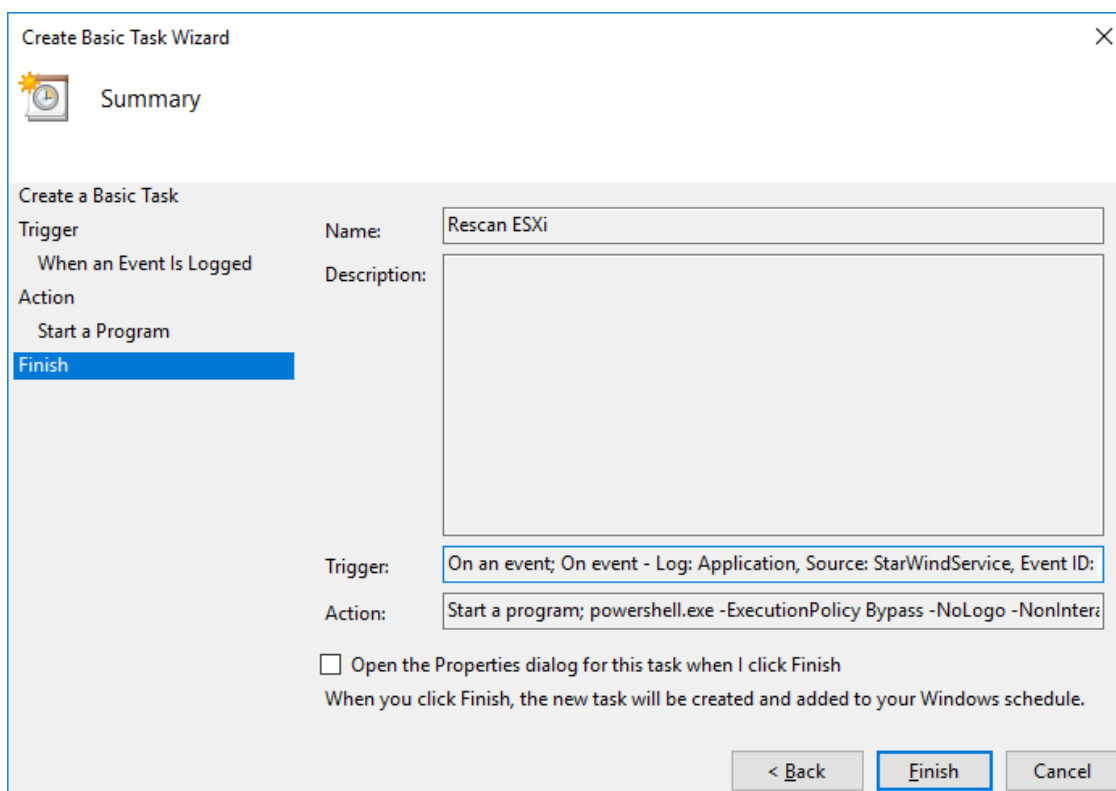 Create Basic Task Wizard
Summary
Create a Basic Task
Trigger
When an Event Is Logged
Action
Start a Program
Finish
Name:
Rescan ESXi
Description:
Trigger:
On an event; On event - Log: Application, Source: StarWindService, Event ID:
Action:
Start a program; powershell.exe -ExecutionPolicy Bypass -NoLogo -NonIntera
Open the Properties dialog for this task when I click Finish
When you click Finish, the new task will be created and added to your Windows schedule.
< Back
Finish
Cancel